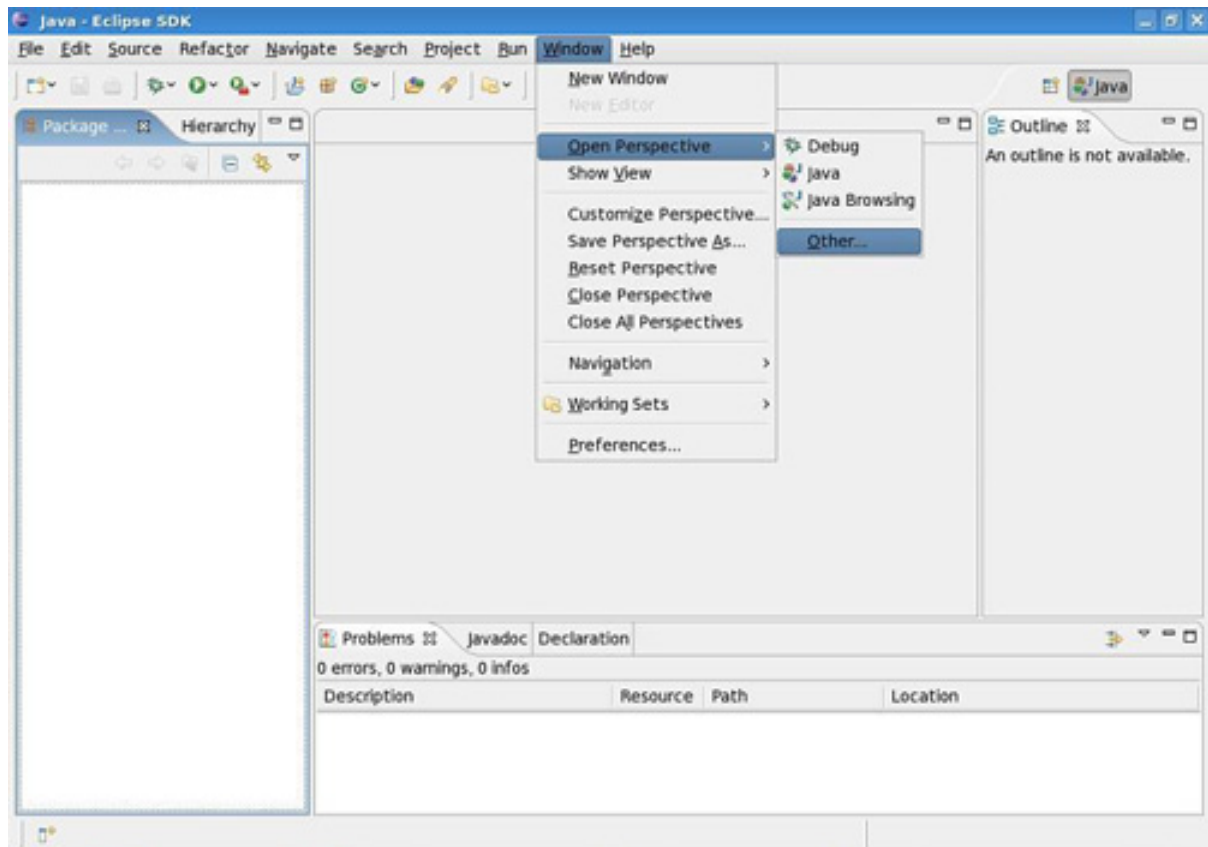 Java - Eclipse SDK
File Edit Source Refactor Navigate Search Project Run Window Help
Java
New Window
New Editor
Open Perspective
Show View
Customize Perspective...
Save Perspective As...
Reset Perspective
Close Perspective
Close All Perspectives
Navigation
Working Sets
Preferences...
Debug
Java
Java Browsing
Other...
Package ... Hierarchy
Outline
An outline is not available.
Problems Javadoc Declaration
0 errors, 0 warnings, 0 infos
Description Resource Path Location